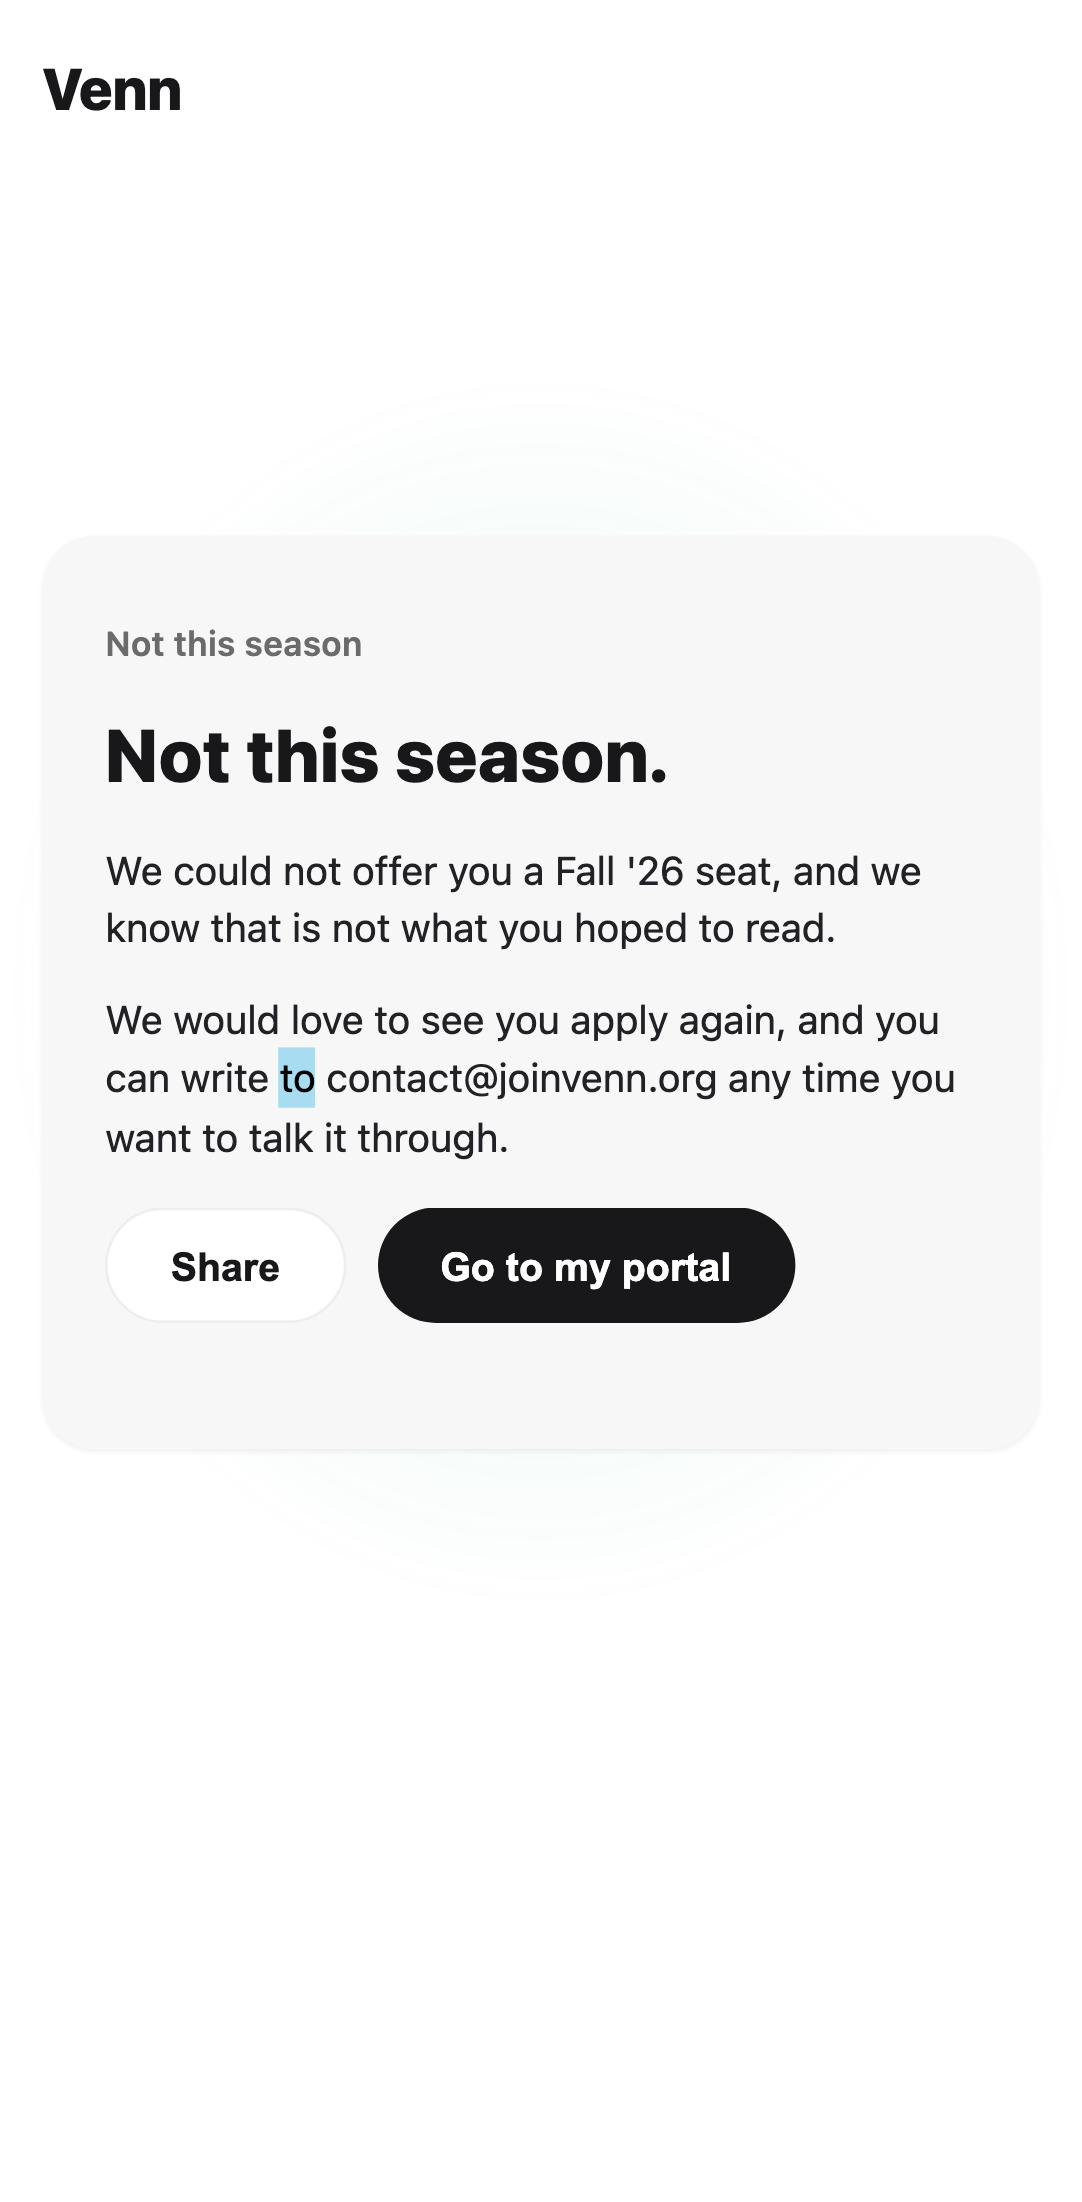 Venn
Not this season
Not this season.
We could not offer you a Fall '26 seat, and we
know that is not what you hoped to read.
We would love to see you apply again, and you
can write to contact@joinvenn.org any time you
want to talk it through.
Share
Go to my portal